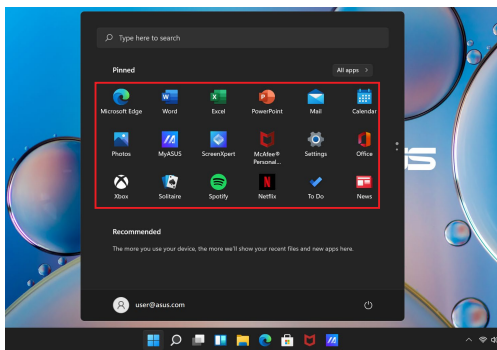 Type here to search
Pinned
All apps >
Microsoft Edge Word Excel PowerPoint Mail Calendar
Photos MyASUS ScreenXpert McAfee® Settings Office
Personal...
Xbox Solitaire Spotify Netflix To Do News
Recommended
The more you use your device, the more we'll show your recent files and new apps here.
user@asus.com